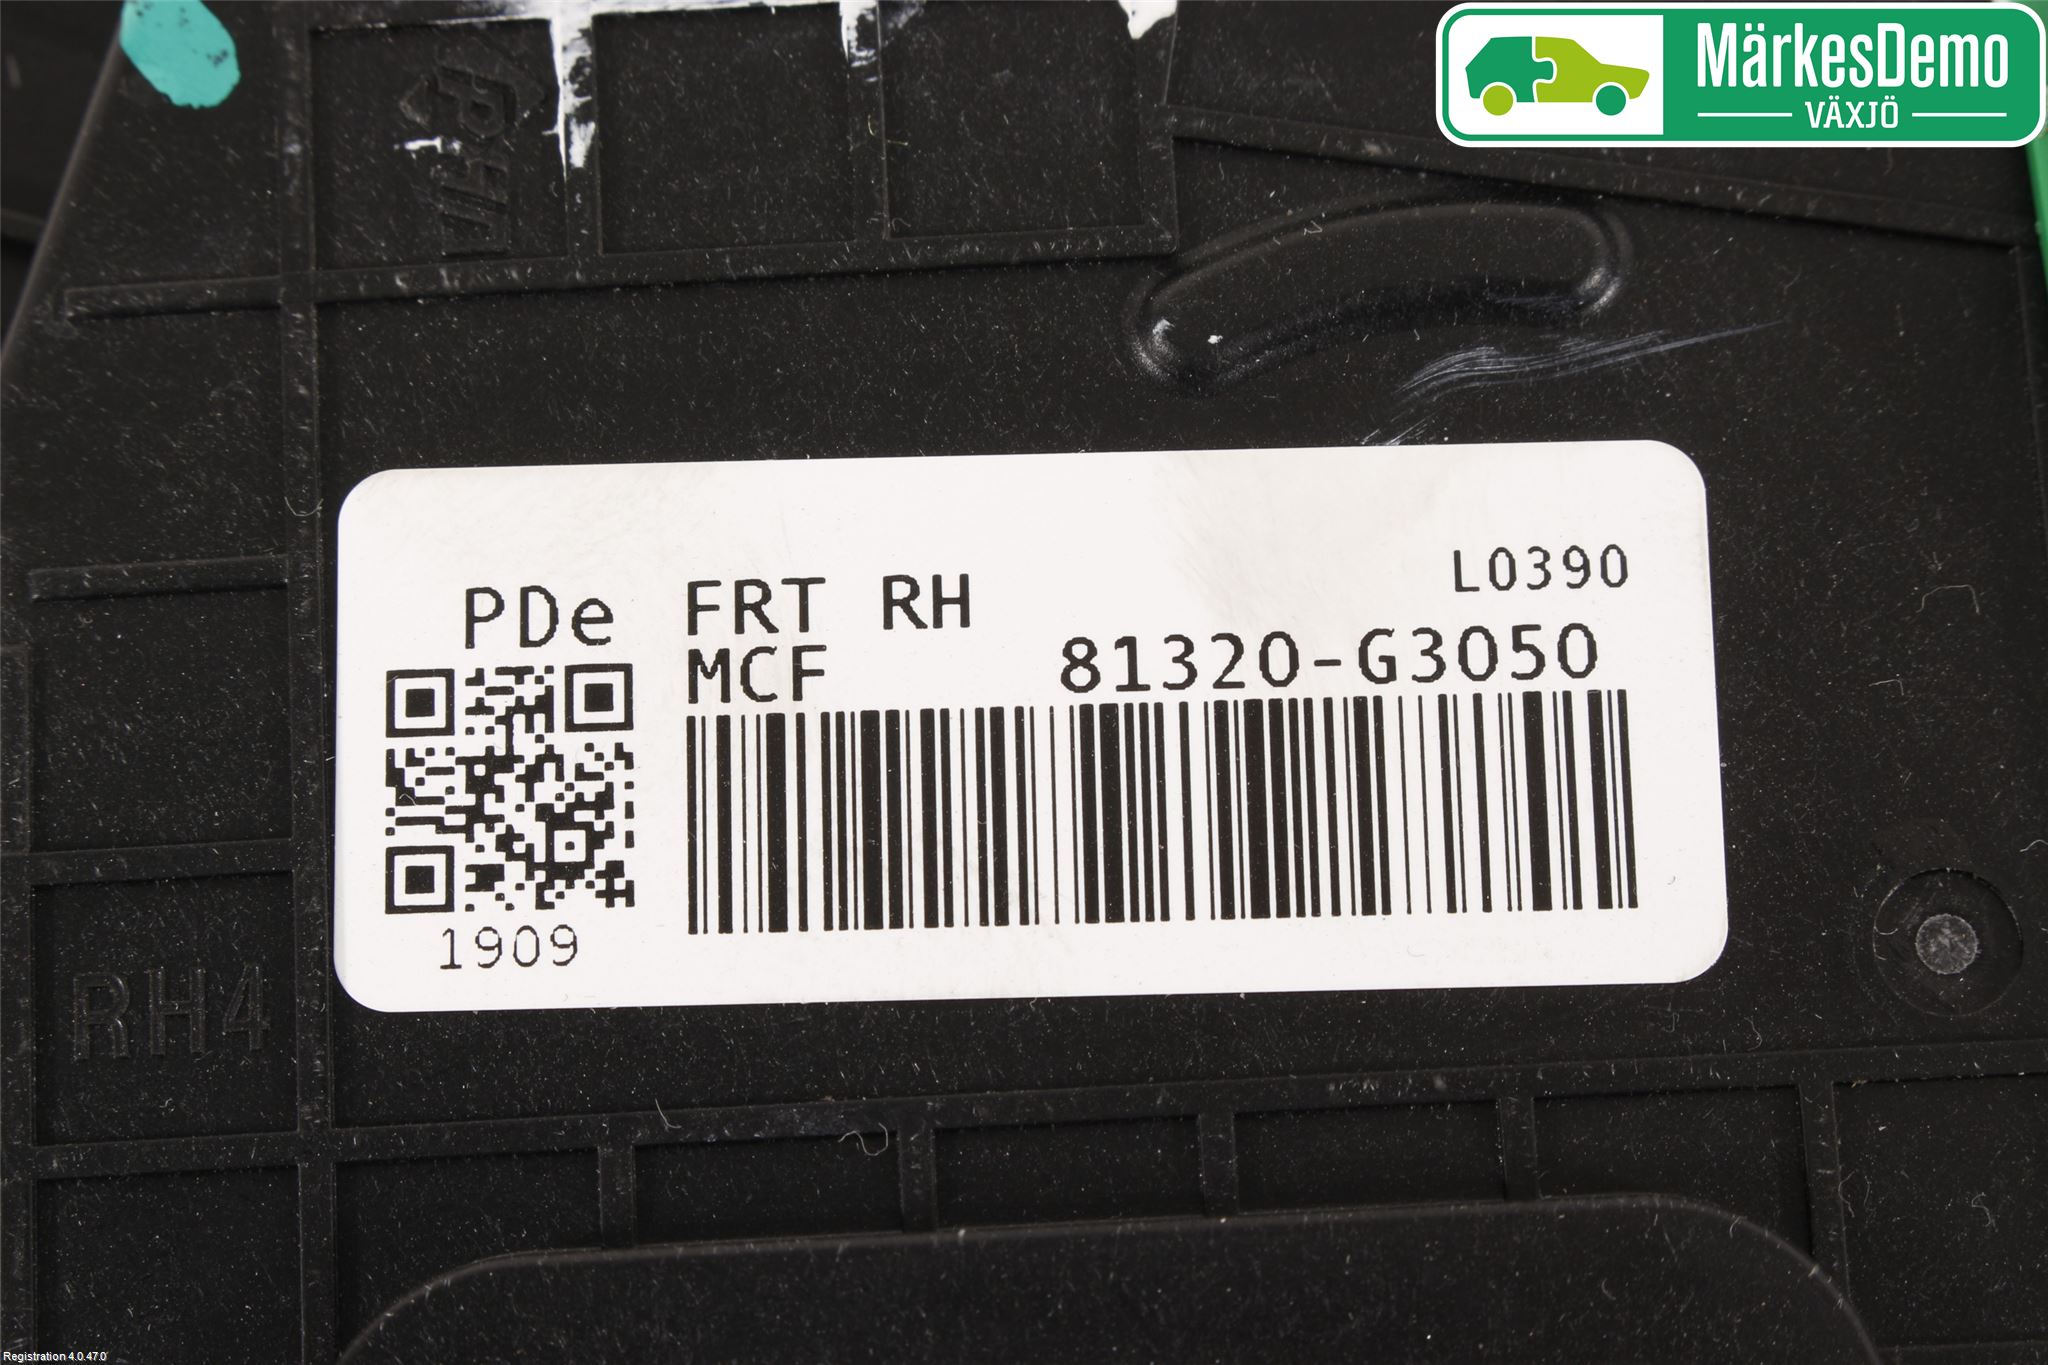 MärkesDemo
VÄXJÖ
PDe
FRT RH
L0390
MCF
81320-G3050
1909
RH4
Registration 4.0.47.0